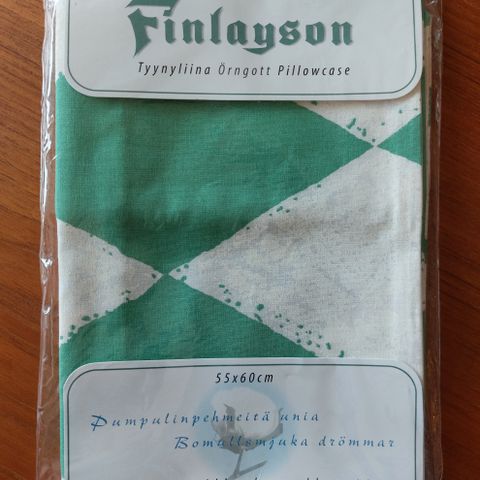 Finlayson
Tyynyliina Örngott Pillowcase
55x60cm
Pumpulinpehmeitä unia
Bomullsmjuka drömmar